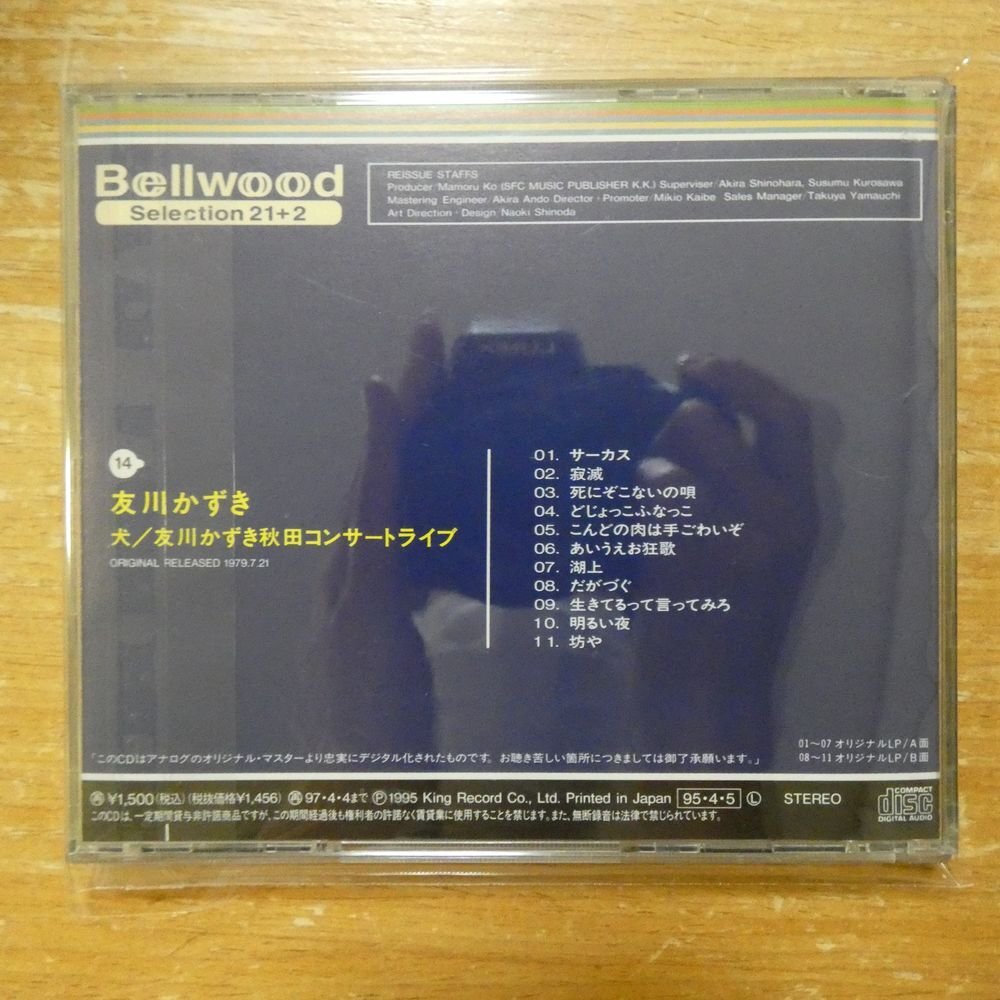 Bellwood
Selection 21+2
REISSUE STAFFS
Producer/Mamoru Ko (SFC MUSIC PUBLISHER K.K.) Superviser/Akira Shinohara, Susumu Kurosawa
Mastering Engineer/Akira Ando Director・Promoter/Mikio Kaibe Sales Manager/Takuya Yamauchi
Art Direction・Design/Naoki Shinoda
14
友川かずき
犬／友川かずき秋田コンサートライブ
ORIGINAL RELEASED 1979.7.21
01. サーカス
02. 寂滅
03. 死にぞこないの唄
04. どじょっこふなっこ
05. こんどの肉は手ごわいぞ
06. あいうえお狂歌
07. 湖上
08. だがづぐ
09. 生きてるって言ってみろ
10. 明るい夜
11. 坊や
01〜07 オリジナルLP/A面
08〜11 オリジナルLP/B面
「このCDはアナログのオリジナル・マスターより忠実にデジタル化されたものです。お聴き苦しい箇所につきましては御了承願います。」
再 ¥1,500(税込) (税抜価格¥1,456) 再 97・4・4まで Ⓟ1995 King Record Co., Ltd. Printed in Japan 95・4・5 Ⓛ STEREO
COMPACT
disc
DIGITAL AUDIO
このCDは、一定期間貸与非許諾商品ですが、この期間経過後も権利者の許諾なく賃貸業に使用することを禁じます。また、無断録音は法律で禁じられています。